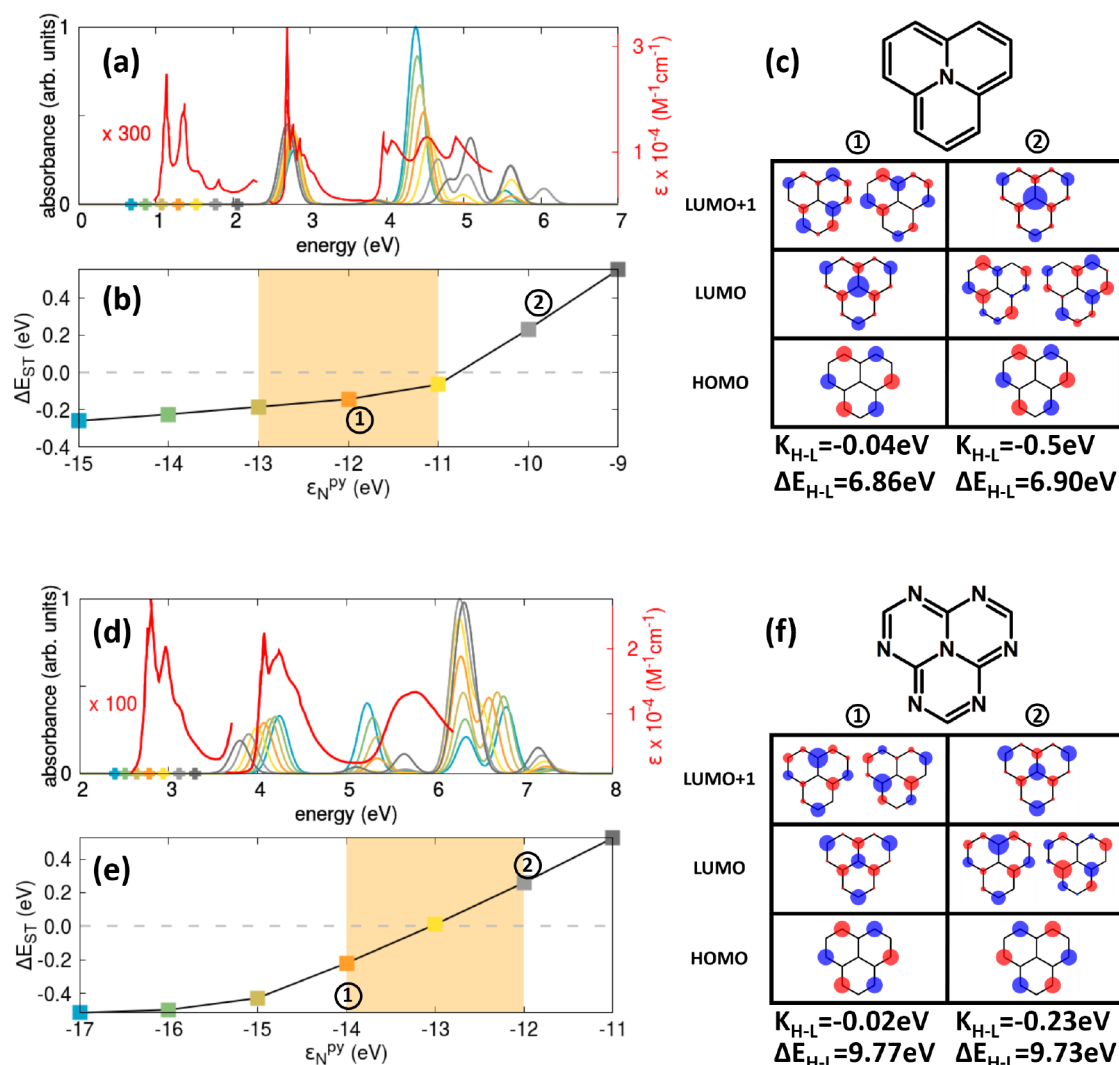 (a)
absorbance (arb. units)
1
0
x 300
3
1
ε x 10⁻⁴ (M⁻¹cm⁻¹)
0 1 2 3 4 5 6 7
energy (eV)
(b)
ΔE_ST (eV)
0.4
0.2
0.0
-0.2
-0.4
② 
①
-15 -14 -13 -12 -11 -10 -9
ε_N^py (eV)
(c)
N
① ②
LUMO+1
LUMO
HOMO
K_H-L=-0.04eV K_H-L=-0.5eV
ΔE_H-L=6.86eV ΔE_H-L=6.90eV
(d)
absorbance (arb. units)
1
0
x 100
2
1
ε x 10⁻⁴ (M⁻¹cm⁻¹)
2 3 4 5 6 7 8
energy (eV)
(e)
ΔE_ST (eV)
0.4
0.2
0.0
-0.2
-0.4
②
①
-17 -16 -15 -14 -13 -12 -11
ε_N^py (eV)
(f)
N N
N N N
N N
① ②
LUMO+1
LUMO
HOMO
K_H-L=-0.02eV K_H-L=-0.23eV
ΔE_H-L=9.77eV ΔE_H-L=9.73eV